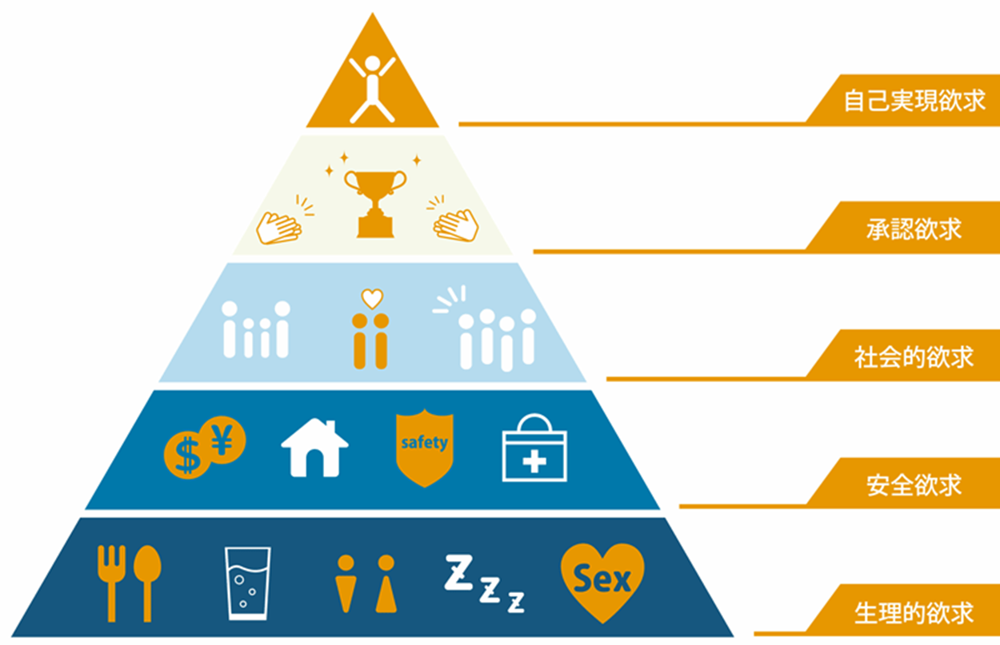 自己実現欲求
承認欲求
社会的欲求
$ ¥
safety
安全欲求
Z z z
Sex
生理的欲求